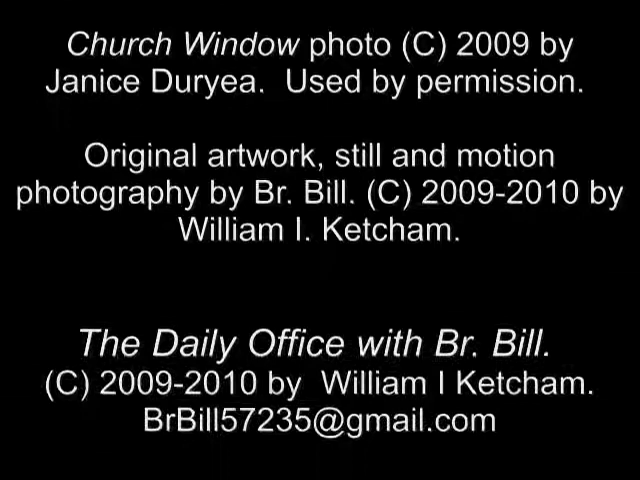 Church Window photo (C) 2009 by
Janice Duryea.  Used by permission.
Original artwork, still and motion
photography by Br. Bill. (C) 2009-2010 by
William I. Ketcham.
The Daily Office with Br. Bill.
(C) 2009-2010 by  William I Ketcham.
BrBill57235@gmail.com